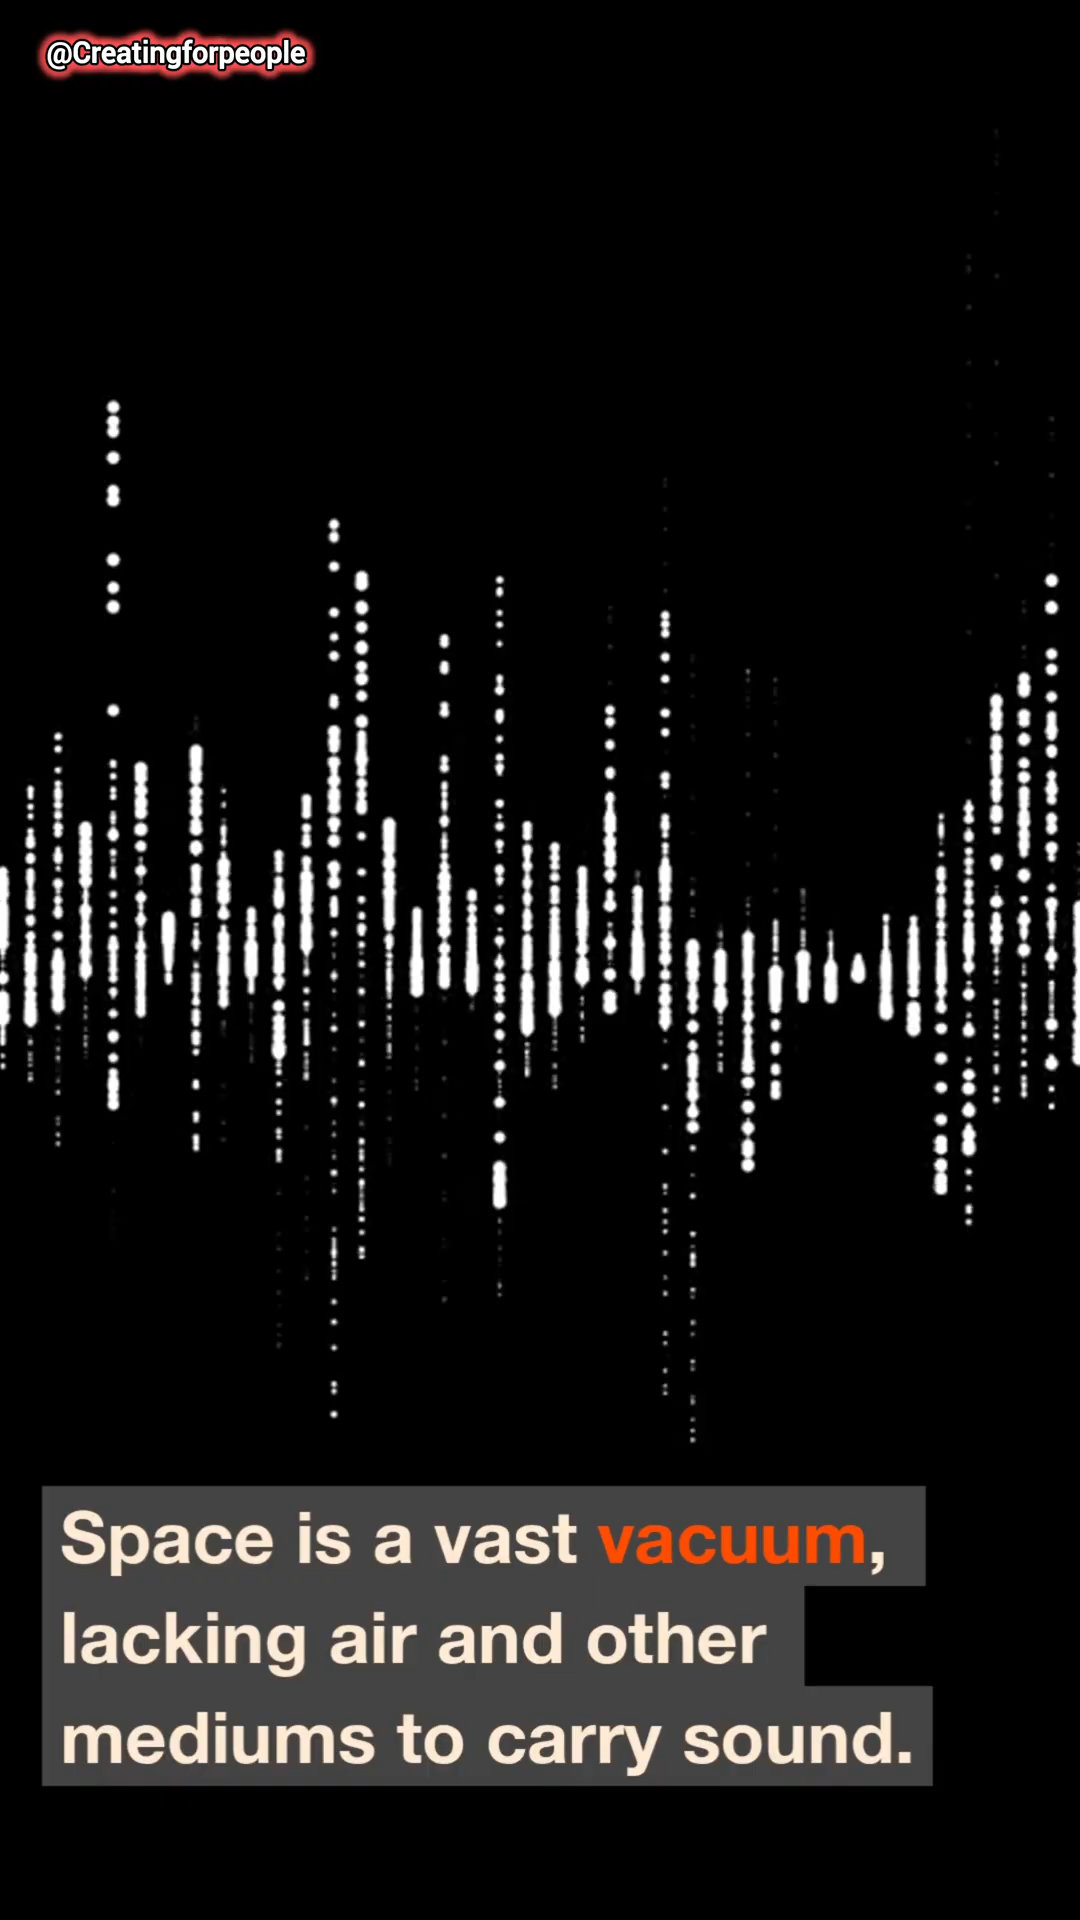 @Creatingforpeople
Space is a vast vacuum,
lacking air and other
mediums to carry sound.